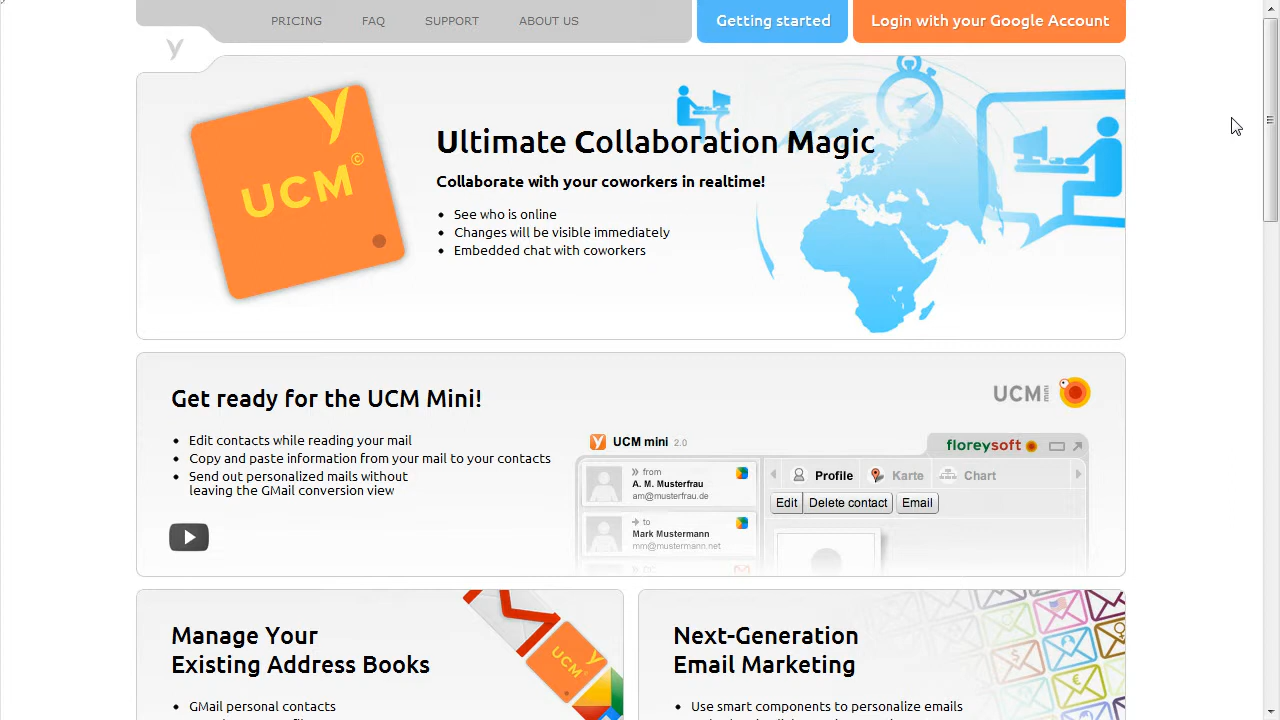 PRICING FAQ SUPPORT ABOUT US Getting started Login with your Google Account
y
y
UCM©
Ultimate Collaboration Magic
Collaborate with your coworkers in realtime!
See who is online
Changes will be visible immediately
Embedded chat with coworkers
Get ready for the UCM Mini!
Edit contacts while reading your mail
Copy and paste information from your mail to your contacts
Send out personalized mails without
leaving the GMail conversion view
UCM mini
UCM mini 2.0
floreysoft
from
A. M. Musterfrau
am@musterfrau.de
to
Mark Mustermann
mm@mustermann.net
Profile Karte Chart
Edit Delete contact Email
Manage Your
Existing Address Books
GMail personal contacts
UCM
y
Next-Generation
Email Marketing
Use smart components to personalize emails